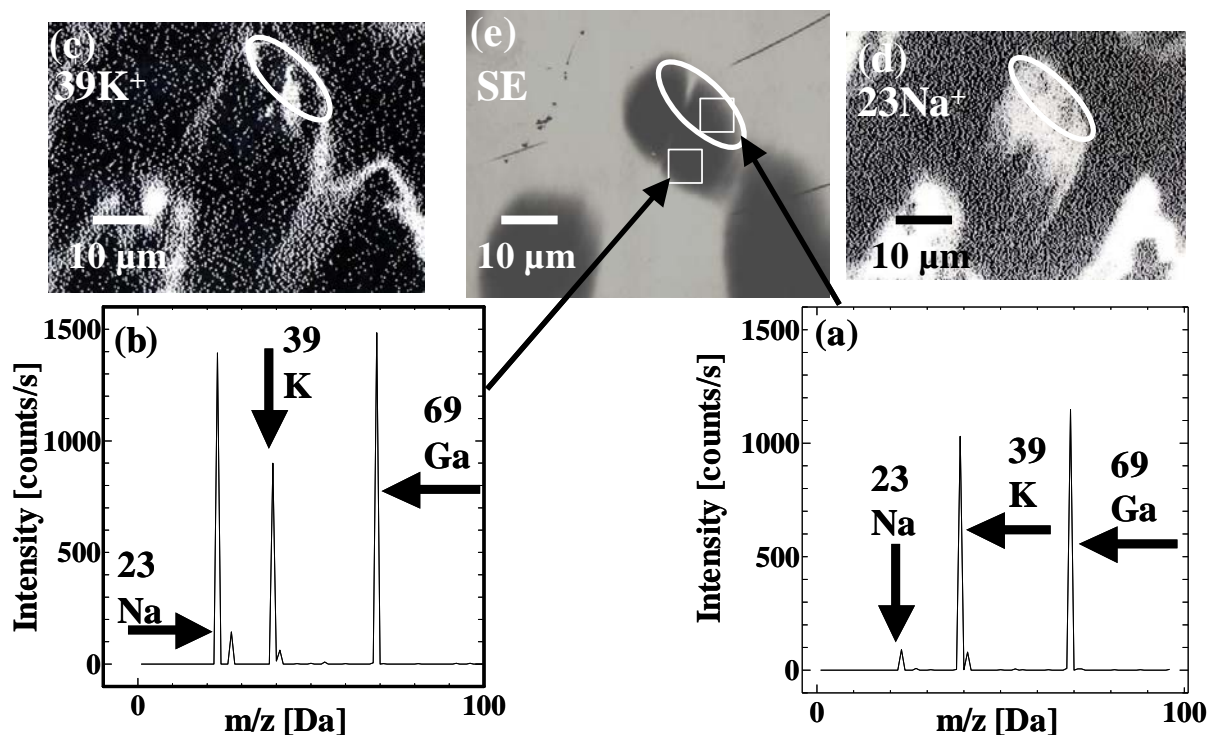 (c)
39K⁺
10 μm
(e)
SE
10 μm
(d)
23Na⁺
10 μm
(b)
1500
1000
500
0
Intensity [counts/s]
39
K
69
Ga
23
Na
0
100
m/z [Da]
(a)
1500
1000
500
0
Intensity [counts/s]
23
Na
39
K
69
Ga
0
100
m/z [Da]